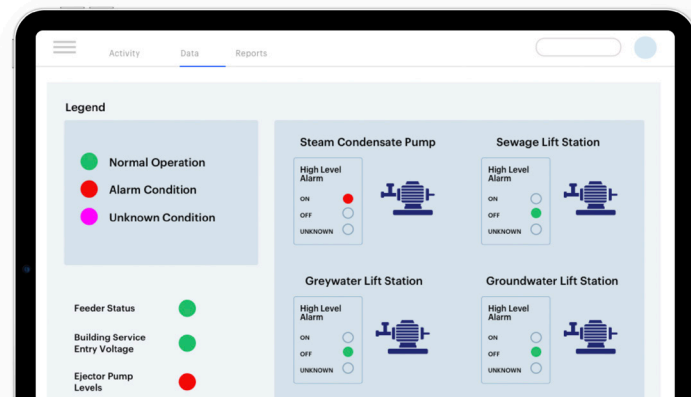 Activity
Data
Reports
Legend
Normal Operation
Alarm Condition
Unknown Condition
Feeder Status
Building Service
Entry Voltage
Ejector Pump
Levels
Steam Condensate Pump
High Level
Alarm
ON
OFF
UNKNOWN
Sewage Lift Station
High Level
Alarm
ON
OFF
UNKNOWN
Greywater Lift Station
High Level
Alarm
ON
OFF
UNKNOWN
Groundwater Lift Station
High Level
Alarm
ON
OFF
UNKNOWN